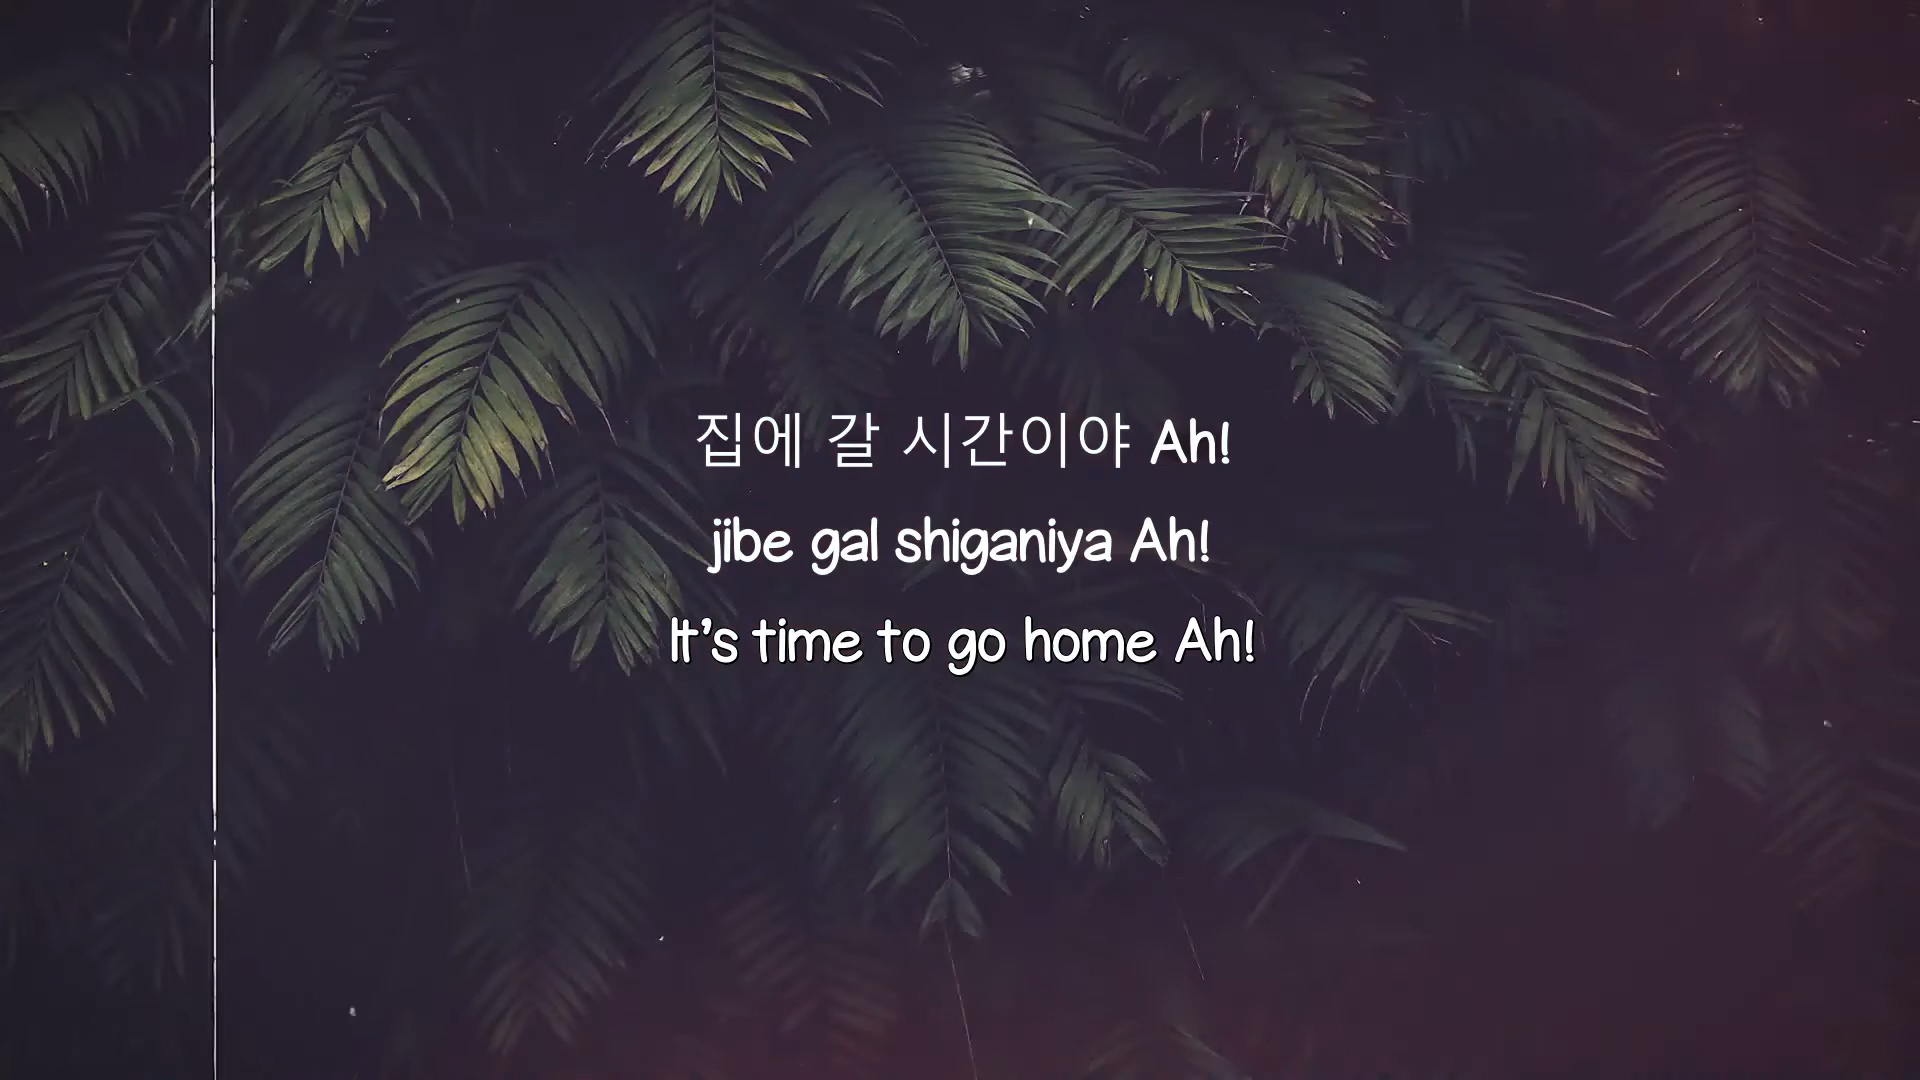 집에 갈 시간이야 Ah!
jibe gal shiganiya Ah!
It's time to go home Ah!